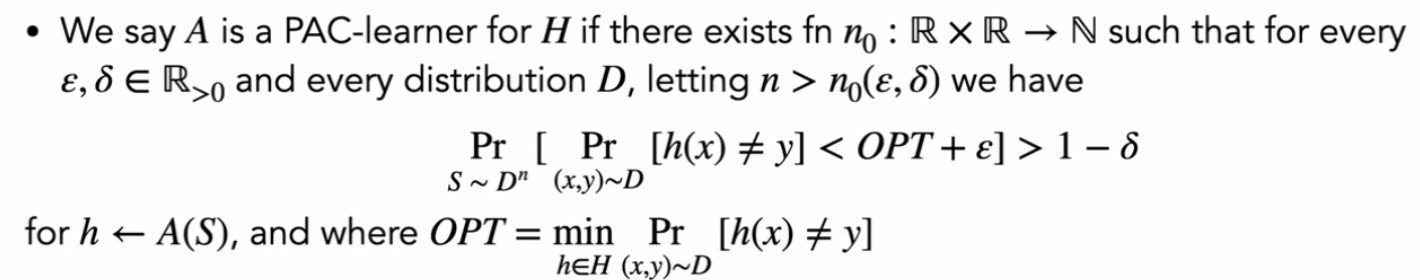 • We say A is a PAC-learner for H if there exists fn n₀ : ℝ × ℝ → ℕ such that for every
ε, δ ∈ ℝ>0 and every distribution D, letting n > n₀(ε, δ) we have
Pr [ Pr [h(x) ≠ y] < OPT + ε] > 1 − δ
S ~ Dⁿ (x,y)~D
for h ← A(S), and where OPT = min Pr [h(x) ≠ y]
h∈H (x,y)~D